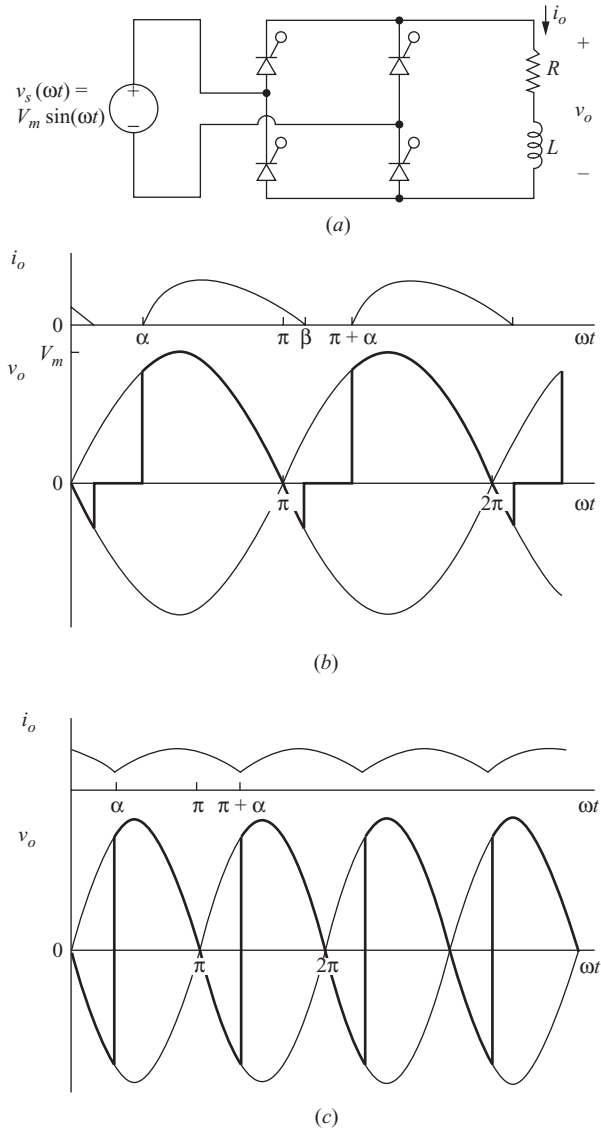 i_o
+
v_s (ωt) =
V_m sin(ωt)
+
−
R
v_o
L
−
(a)
i_o
0
α
π
β
π + α
ωt
V_m
v_o
0
π
2π
ωt
(b)
i_o
α
π
π + α
ωt
v_o
0
π
2π
ωt
(c)